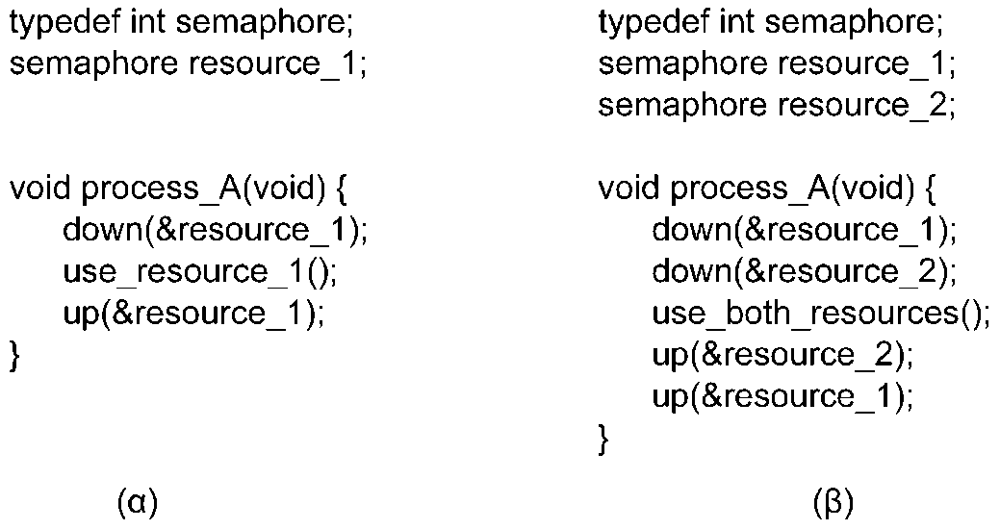 typedef int semaphore;
semaphore resource_1;
void process_A(void) {
down(&resource_1);
use_resource_1();
up(&resource_1);
}
(α)
typedef int semaphore;
semaphore resource_1;
semaphore resource_2;
void process_A(void) {
down(&resource_1);
down(&resource_2);
use_both_resources();
up(&resource_2);
up(&resource_1);
}
(β)